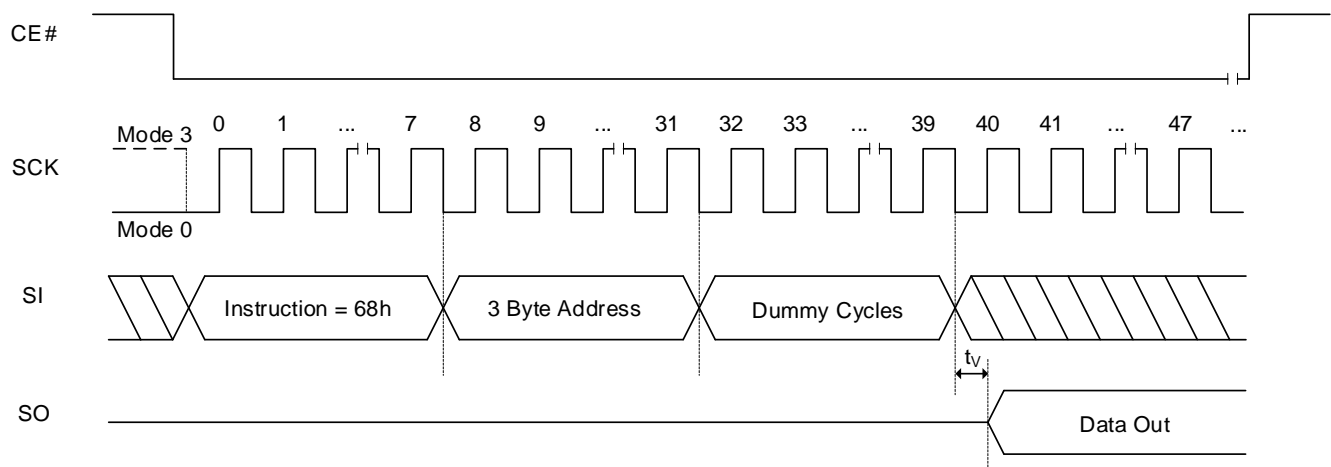 CE#
Mode 3 0 1 ... 7 8 9 ... 31 32 33 ... 39 40 41 ... 47 ...
SCK
Mode 0
SI Instruction = 68h 3 Byte Address Dummy Cycles
tV
SO Data Out